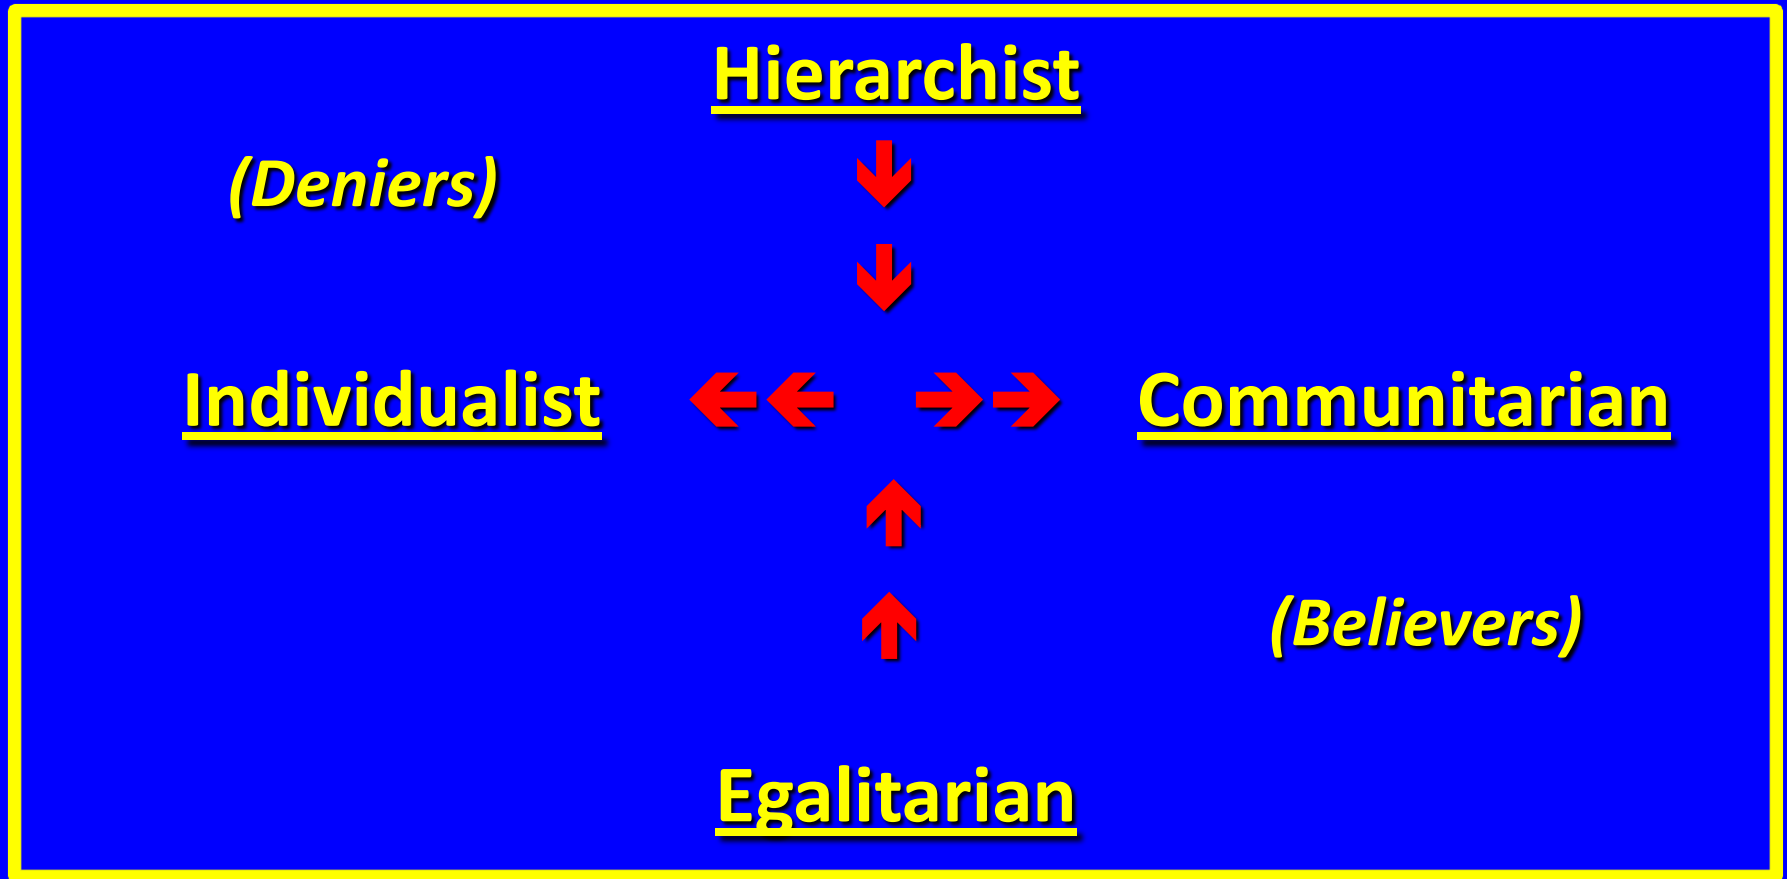 Hierarchist
(Deniers)
Individualist
Communitarian
(Believers)
Egalitarian